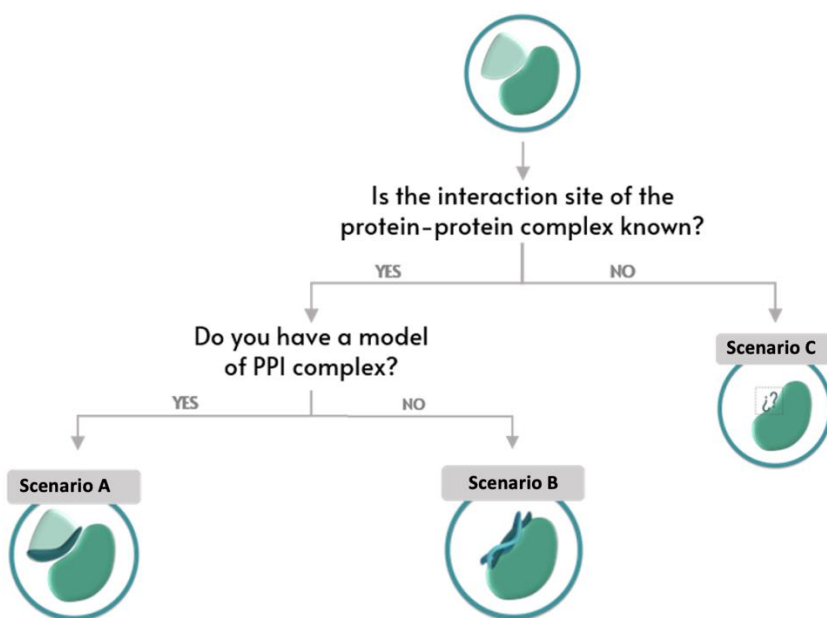 Is the interaction site of the
protein-protein complex known?
YES
NO
Do you have a model
of PPI complex?
Scenario C
¿?
YES
NO
Scenario A
Scenario B